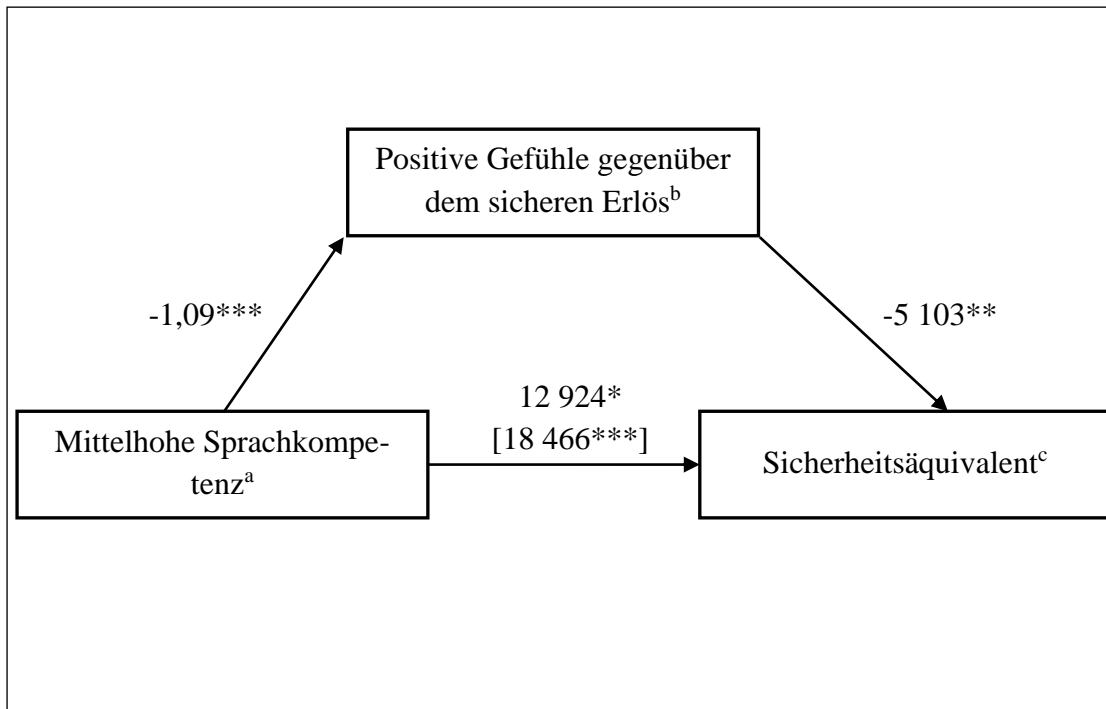 Positive Gefühle gegenüber
dem sicheren Erlösᵇ
-1,09***
-5 103**
12 924*
[18 466***]
Mittelhohe Sprachkompe-
tenzᵃ
Sicherheitsäquivalentᶜ